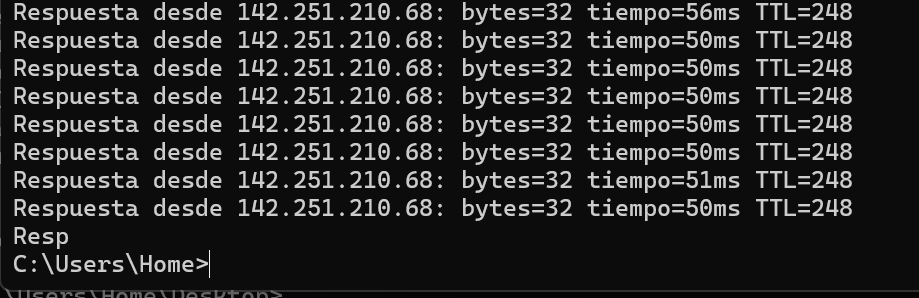 Respuesta desde 142.251.210.68: bytes=32 tiempo=56ms TTL=248
Respuesta desde 142.251.210.68: bytes=32 tiempo=50ms TTL=248
Respuesta desde 142.251.210.68: bytes=32 tiempo=50ms TTL=248
Respuesta desde 142.251.210.68: bytes=32 tiempo=50ms TTL=248
Respuesta desde 142.251.210.68: bytes=32 tiempo=50ms TTL=248
Respuesta desde 142.251.210.68: bytes=32 tiempo=50ms TTL=248
Respuesta desde 142.251.210.68: bytes=32 tiempo=51ms TTL=248
Respuesta desde 142.251.210.68: bytes=32 tiempo=50ms TTL=248
Resp
C:\Users\Home>
\Users\Home\Desktop>